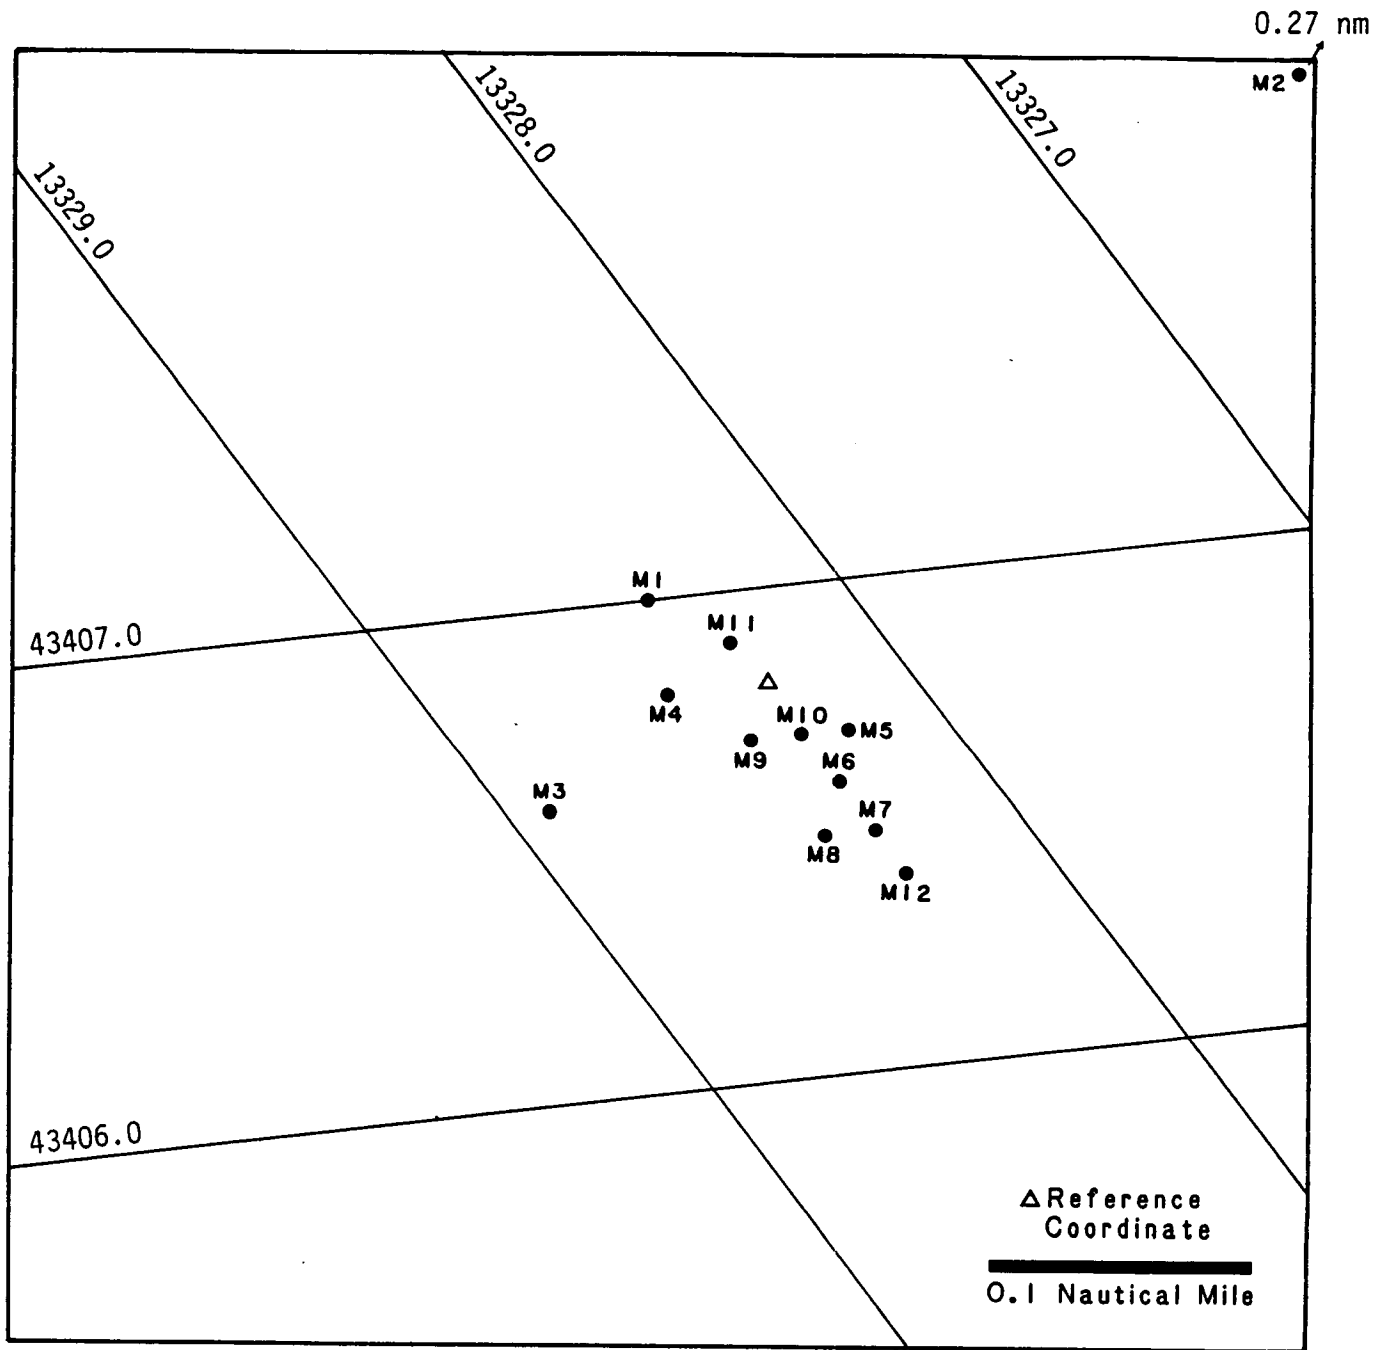 0.27 nm
M2
13328.0
13327.0
13329.0
M1
M11
43407.0
M4
M10
M5
M9
M6
M3
M7
M8
M12
43406.0
Reference
Coordinate
0.1 Nautical Mile